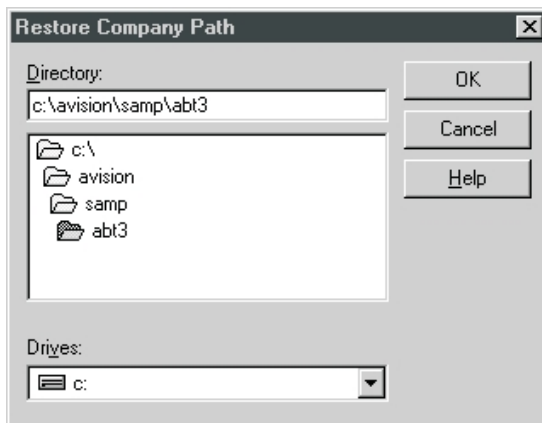 Restore Company Path
Directory:
c:\avision\samp\abt3
c:\
avision
samp
abt3
Drives:
c:
OK
Cancel
Help